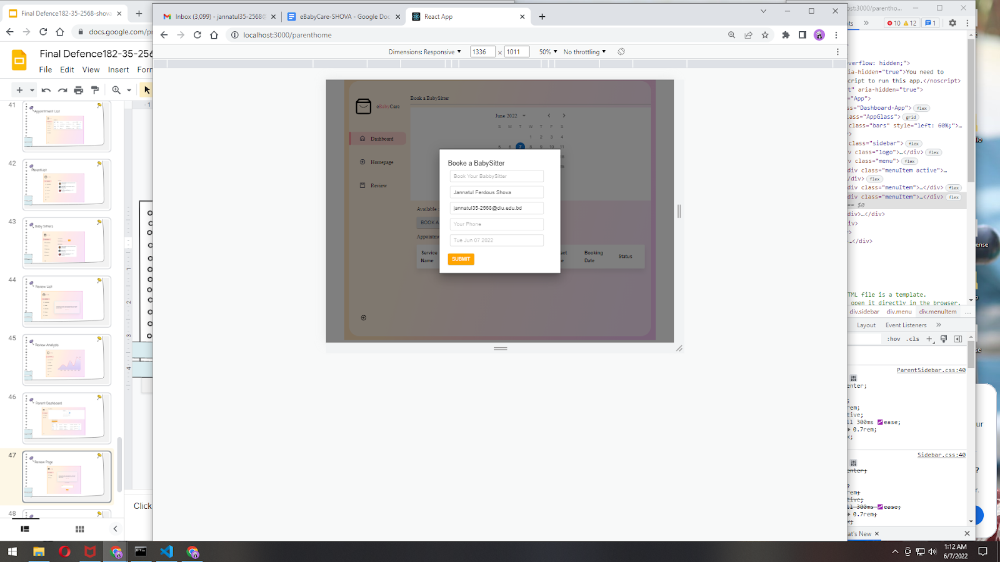 Final Defence182-35-2568-shova
docs.google.com/pr
Final Defence182-35-256
File Edit View Insert Form
41
Appointment List
42
ParentList
43
Baby Sitters
44
Review List
45
Review Analysis
46
Parent Dashboard
47
Review Page
48
Click
Inbox (3,099) - jannatul35-2568@
eBabyCare-SHOVA - Google Doc
React App
localhost:3000/parenthome
Dimensions: Responsive 1336 × 1011 50% No throttling
eBabyCare
Dashboard
Homepage
Review
Book a BabySitter
June 2022
S M T W T F S
1 2 3 4
5 6 7 8 9 10 11
Available
BOOK A
Appointme
Service Name
Booking Date
Status
Booke a BabySitter
Book Your BabbySitter
Jannatul Ferdous Shova
jannatul35-2568@diu.edu.bd
Your Phone
Tue Jun 07 2022
SUBMIT
ost:3000/parentho...
nts » 10 12 1
verflow: hidden;">
ia-hidden="true">You need to
script to run this app.</noscript>
t" aria-hidden="true">
="App">
ss="Dashboard-App"> flex
lass="AppGlass"> grid
class="bars" style="left: 60%;">…
class="sidebar"> flex
v class="logo">…</div> flex
v class="menu"> flex
div class="menuItem active">…
/div> flex
div class="menuItem">…</div> flex
div class="menuItem">…</div> flex
== $0
div>…</div>
iv>
>
>…</div>
TML file is a template.
open it directly in the browser,
div.sidebar div.menu div.menuItem ...
Layout Event Listeners »
:hov .cls +
ParentSidebar.css:40
enter;
rem;
tive;
ll 300ms ease;
0.7rem;
Sidebar.css:40
enter;
rem;
tive;
ll 300ms ease;
0.7rem;
at's New
ense
1:12 AM
6/7/2022